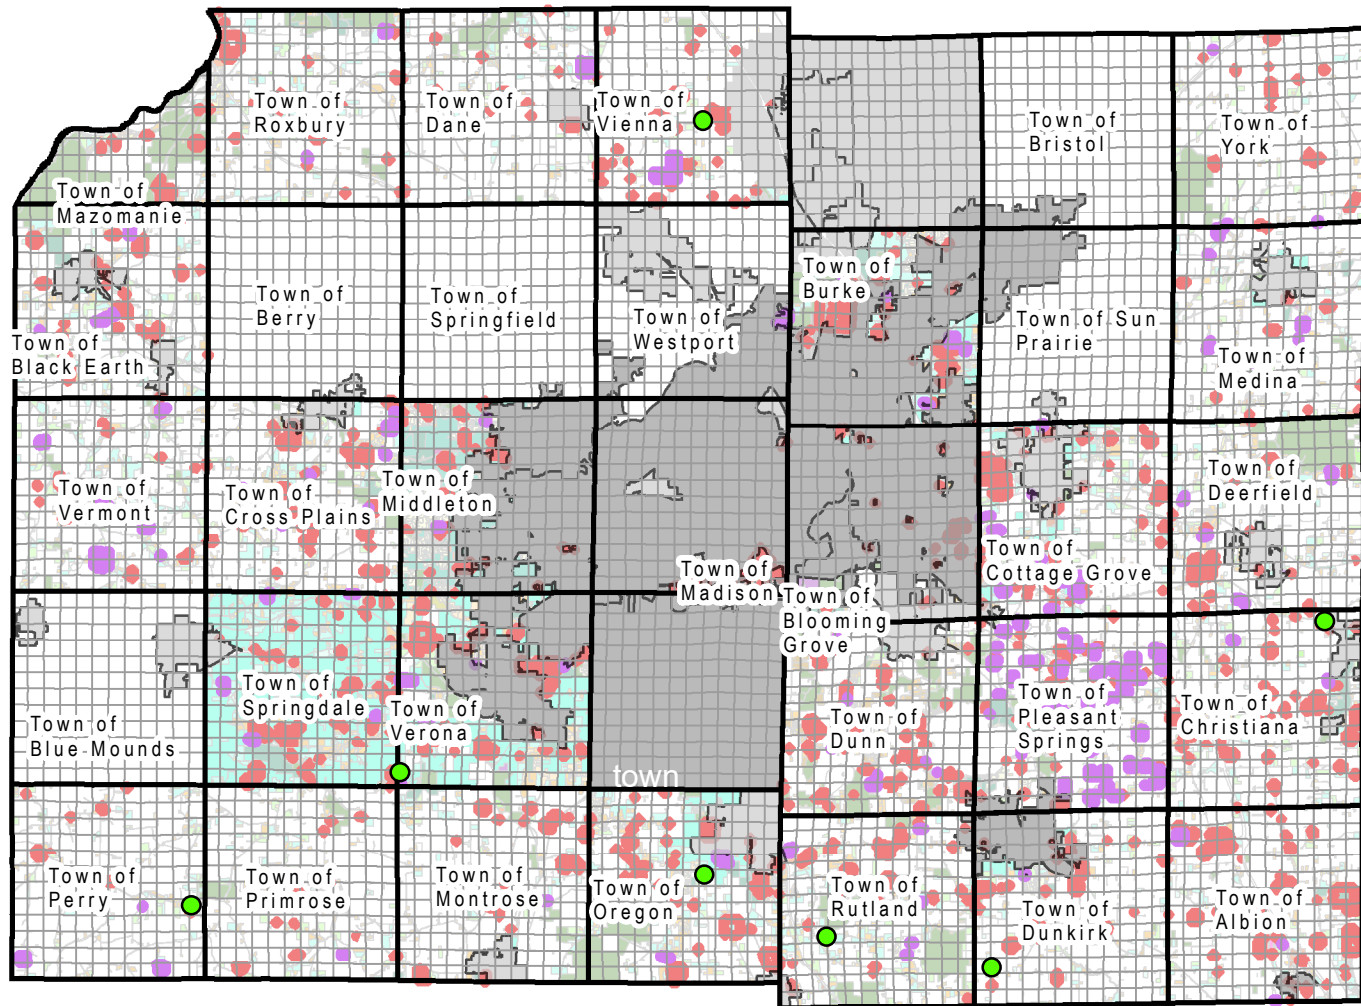 Town of
Roxbury
Town of
Dane
Town of
Vienna
Town of
Bristol
Town of
York
Town of
Mazomanie
Town of
Black Earth
Town of
Berry
Town of
Springfield
Town of
Westport
Town of
Burke
Town of Sun
Prairie
Town of
Medina
Town of
Vermont
Town of
Cross Plains
Town of
Middleton
Town of
Madison
Town of
Blooming
Grove
Town of
Cottage Grove
Town of
Deerfield
Town of
Blue Mounds
Town of
Springdale
Town of
Verona
town
Town of
Dunn
Town of
Pleasant
Springs
Town of
Christiana
Town of
Perry
Town of
Primrose
Town of
Montrose
Town of
Oregon
Town of
Rutland
Town of
Dunkirk
Town of
Albion